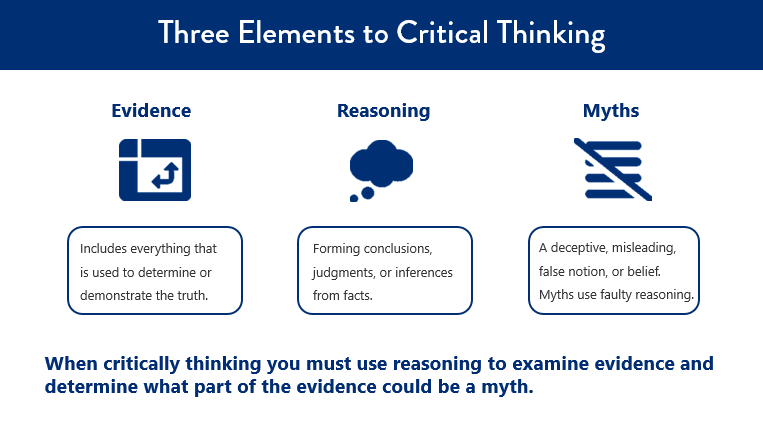 Three Elements to Critical Thinking
Evidence
Includes everything that
is used to determine or
demonstrate the truth.
Reasoning
Forming conclusions,
judgments, or inferences
from facts.
Myths
A deceptive, misleading,
false notion, or belief.
Myths use faulty reasoning.
When critically thinking you must use reasoning to examine evidence and
determine what part of the evidence could be a myth.